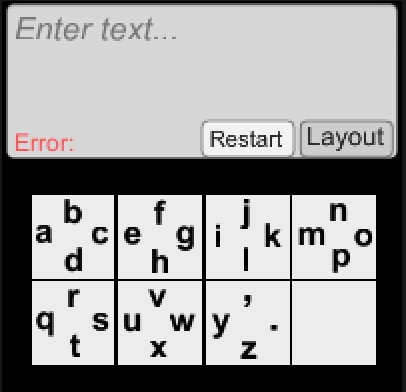 Enter text...
Error: Restart Layout
b f j n
a c e g i k m o
d h l p
r v ,
q s u w y .
t x z